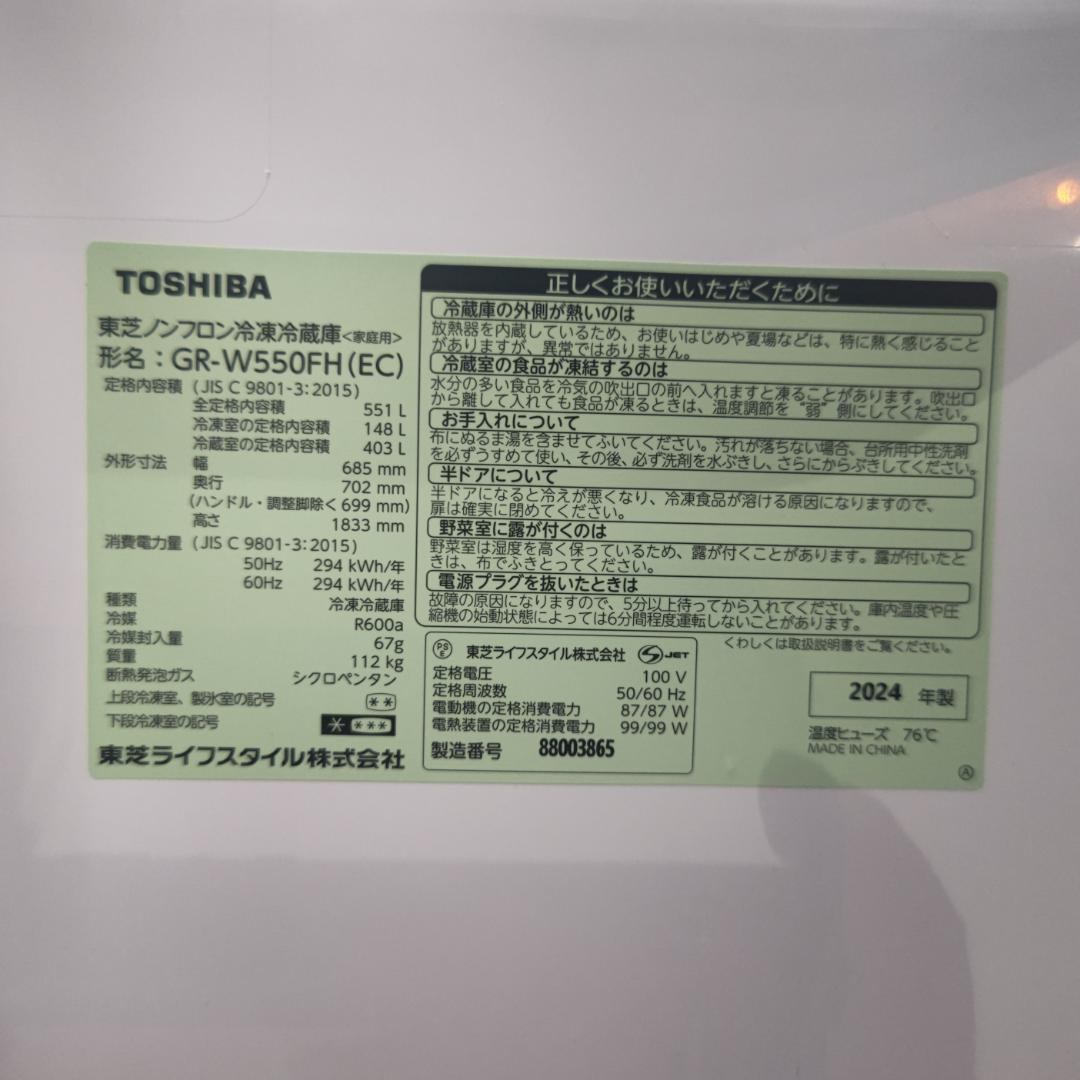 TOSHIBA
東芝ノンフロン冷凍冷蔵庫<家庭用>
形名：GR-W550FH(EC)
定格内容積 (JIS C 9801-3:2015)
全定格内容積 551 L
冷凍室の定格内容積 148 L
冷蔵室の定格内容積 403 L
外形寸法 幅 685 mm
奥行 702 mm
(ハンドル・調整脚除く 699 mm)
高さ 1833 mm
消費電力量 (JIS C 9801-3:2015)
50Hz 294 kWh/年
60Hz 294 kWh/年
種類 冷凍冷蔵庫
冷媒 R600a
冷媒封入量 67g
質量 112 kg
断熱発泡ガス シクロペンタン
上段冷凍室、製氷室の記号 **
下段冷凍室の記号 * ***
東芝ライフスタイル株式会社
正しくお使いいただくために
冷蔵庫の外側が熱いのは
放熱器を内蔵しているため、お使いはじめや夏場などは、特に熱く感じること
がありますが、異常ではありません。
冷蔵室の食品が凍結するのは
水分の多い食品を冷気の吹出口の前へ入れますと凍ることがあります。吹出口
から離して入れても食品が凍るときは、温度調節を“弱”側にしてください。
お手入れについて
布にぬるま湯を含ませてふいてください。汚れが落ちない場合、台所用中性洗剤
を必ずうすめて使い、その後、必ず洗剤を水ぶきし、さらにからぶきしてください。
半ドアについて
半ドアになると冷えが悪くなり、冷凍食品が溶ける原因になりますので、
扉は確実に閉めてください。
野菜室に露が付くのは
野菜室は湿度を高く保っているため、露が付くことがあります。露が付いたと
きは、布でふきとってください。
電源プラグを抜いたときは
故障の原因になりますので、5分以上待ってから入れてください。庫内温度や圧
縮機の始動状態によっては6分間程度運転しないことがあります。
くわしくは取扱説明書をご覧ください。
PSE 東芝ライフスタイル株式会社 S JET
定格電圧 100 V
定格周波数 50/60 Hz
電動機の定格消費電力 87/87 W
電熱装置の定格消費電力 99/99 W
製造番号 88003865
2024 年製
温度ヒューズ 76℃
MADE IN CHINA
Ⓐ